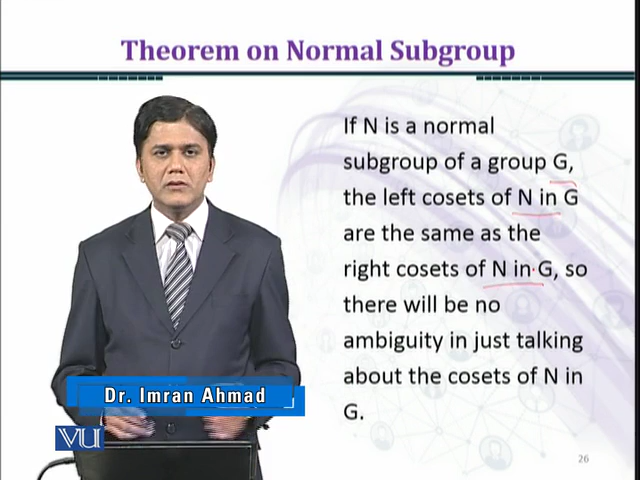 Theorem on Normal Subgroup
If N is a normal
subgroup of a group G,
the left cosets of N in G
are the same as the
right cosets of N in G, so
there will be no
ambiguity in just talking
about the cosets of N in
G.
Dr. Imran Ahmad
VU
26